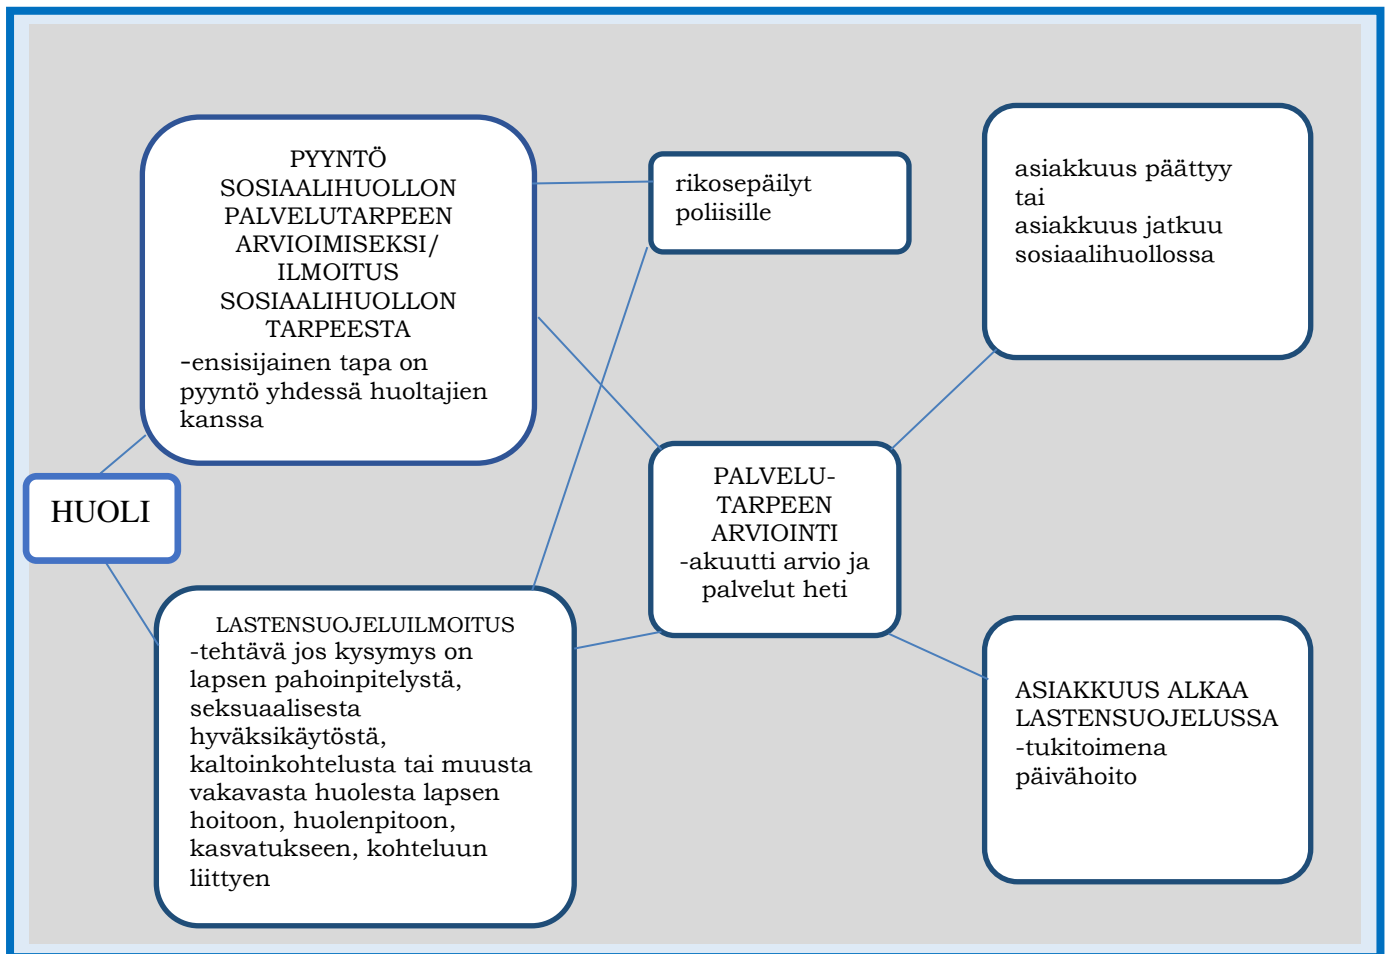 HUOLI
PYYNTÖ
SOSIAALIHUOLLON
PALVELUTARPEEN
ARVIOIMISEKSI/
ILMOITUS
SOSIAALIHUOLLON
TARPEESTA
-ensisijainen tapa on
pyyntö yhdessä huoltajien
kanssa
LASTENSUOJELUILMOITUS
-tehtävä jos kysymys on
lapsen pahoinpitelystä,
seksuaalisesta
hyväksikäytöstä,
kaltoinkohtelusta tai muusta
vakavasta huolesta lapsen
hoitoon, huolenpitoon,
kasvatukseen, kohteluun
liittyen
rikosepäilyt
poliisille
PALVELU-
TARPEEN
ARVIOINTI
-akuutti arvio ja
palvelut heti
asiakkuus päättyy
tai
asiakkuus jatkuu
sosiaalihuollossa
ASIAKKUUS ALKAA
LASTENSUOJELUSSA
-tukitoimena
päivähoito